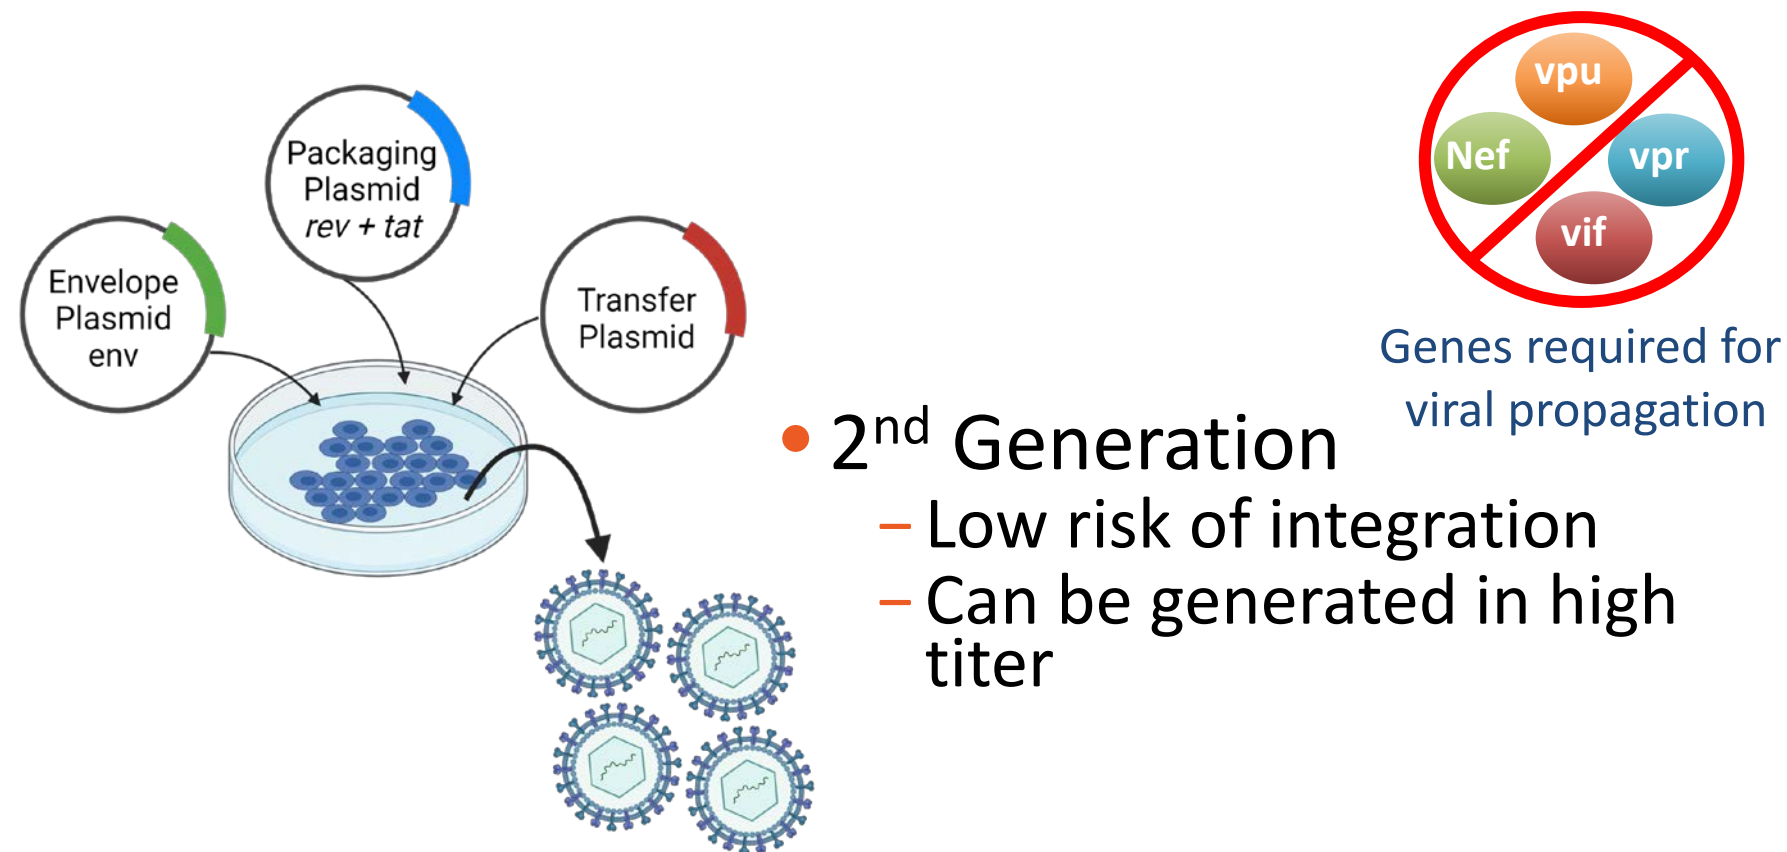 Packaging
Plasmid
rev + tat
Envelope
Plasmid
env
Transfer
Plasmid
vpu
Nef
vpr
vif
Genes required for
viral propagation
• 2nd Generation
– Low risk of integration
– Can be generated in high
titer